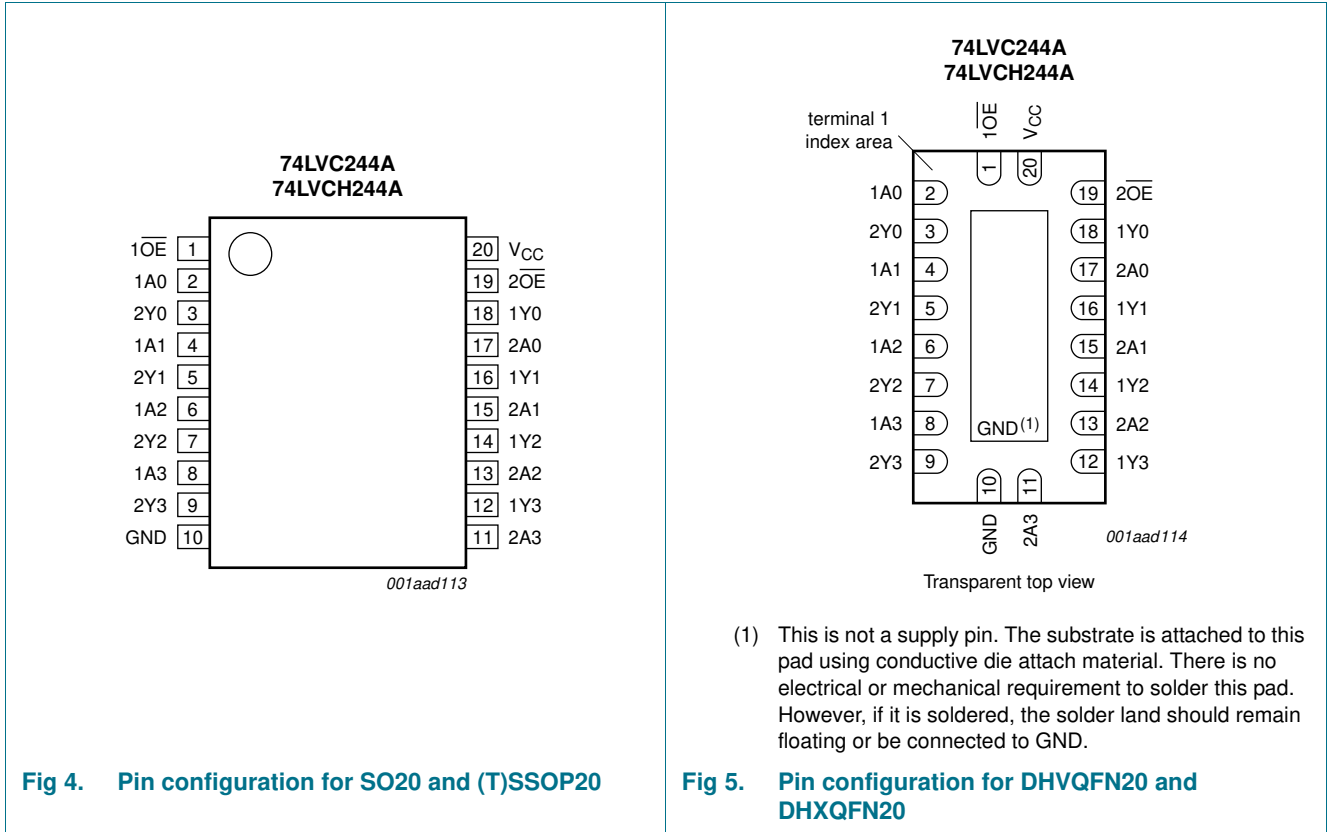 74LVC244A
74LVCH244A
1OE 1
1A0 2
2Y0 3
1A1 4
2Y1 5
1A2 6
2Y2 7
1A3 8
2Y3 9
GND 10
20 VCC
19 2OE
18 1Y0
17 2A0
16 1Y1
15 2A1
14 1Y2
13 2A2
12 1Y3
11 2A3
001aad113
Fig 4. Pin configuration for SO20 and (T)SSOP20
74LVC244A
74LVCH244A
terminal 1
index area
1OE
VCC
1
20
1A0 2
2Y0 3
1A1 4
2Y1 5
1A2 6
2Y2 7
1A3 8
2Y3 9
19 2OE
18 1Y0
17 2A0
16 1Y1
15 2A1
14 1Y2
13 2A2
12 1Y3
GND(1)
10
11
GND
2A3
001aad114
Transparent top view
(1) This is not a supply pin. The substrate is attached to this
pad using conductive die attach material. There is no
electrical or mechanical requirement to solder this pad.
However, if it is soldered, the solder land should remain
floating or be connected to GND.
Fig 5. Pin configuration for DHVQFN20 and
DHXQFN20